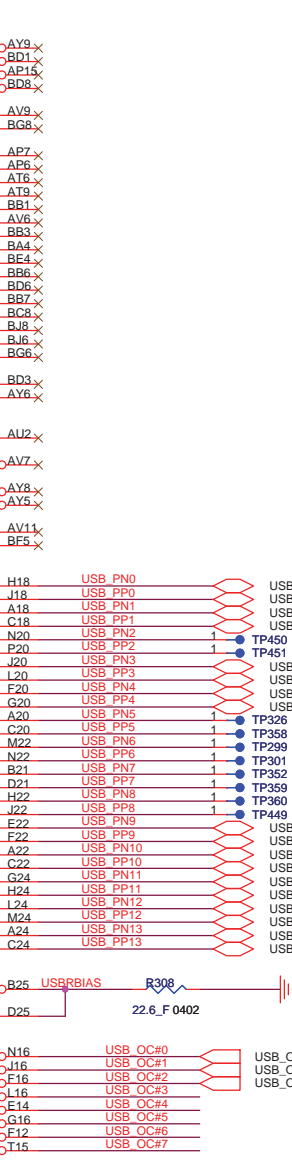 AY9
BD1
AP15
BD8
AV9
BG8
AP7
AP6
AT6
AT9
BB1
AV6
BB3
BA4
BE4
BB6
BD6
BB7
BC8
BJ8
BJ6
BG6
BD3
AY6
AU2
AV7
AY8
AY5
AV11
BF5
H18 USB_PN0 USB
J18 USB_PP0 USB
A18 USB_PN1 USB
C18 USB_PP1 USB
N20 USB_PN2 1 TP450
P20 USB_PP2 1 TP451
J20 USB_PN3 USB
L20 USB_PP3 USB
F20 USB_PN4 USB
G20 USB_PP4 USB
A20 USB_PN5 1 TP326
C20 USB_PP5 1 TP358
M22 USB_PN6 1 TP299
N22 USB_PP6 1 TP301
B21 USB_PN7 1 TP352
D21 USB_PP7 1 TP359
H22 USB_PN8 1 TP360
J22 USB_PP8 1 TP449
E22 USB_PN9 USB
F22 USB_PP9 USB
A22 USB_PN10 USB
C22 USB_PP10 USB
G24 USB_PN11 USB
H24 USB_PP11 USB
L24 USB_PN12 USB
M24 USB_PP12 USB
A24 USB_PN13 USB
C24 USB_PP13 USB
B25 USBRBIAS R308
22.6_F 0402
D25
N16 USB_OC#0 USB_O
J16 USB_OC#1 USB_O
F16 USB_OC#2 USB_O
L16 USB_OC#3
E14 USB_OC#4
G16 USB_OC#5
F12 USB_OC#6
T15 USB_OC#7